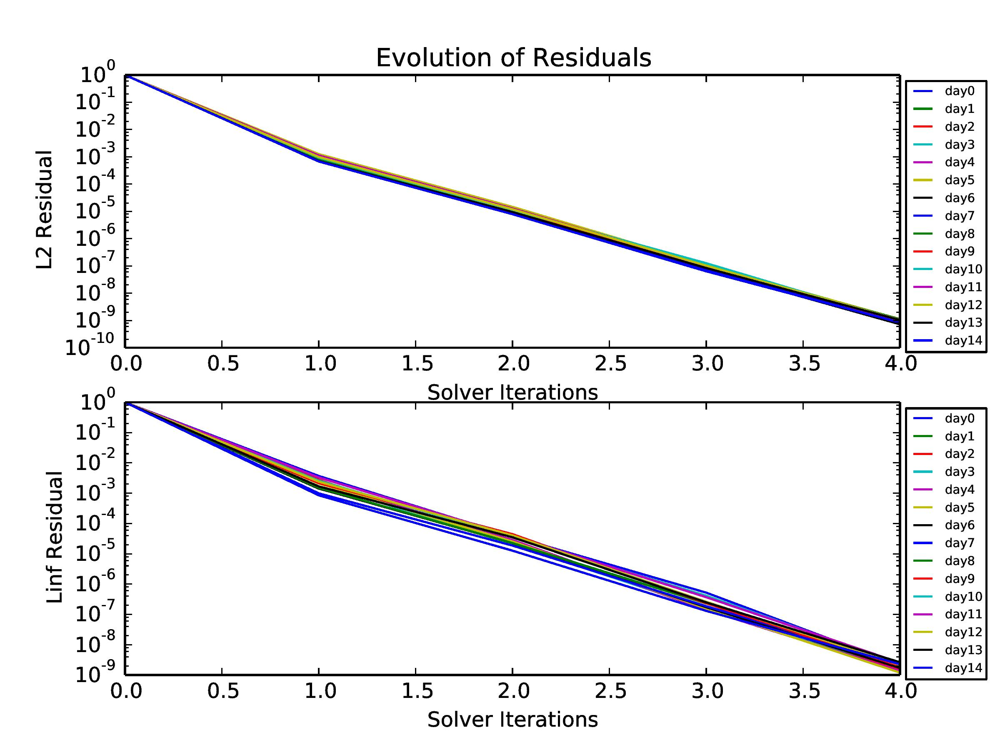 Evolution of Residuals
L2 Residual
10^0
10^-1
10^-2
10^-3
10^-4
10^-5
10^-6
10^-7
10^-8
10^-9
10^-10
0.0 0.5 1.0 1.5 2.0 2.5 3.0 3.5 4.0
Solver Iterations
day0
day1
day2
day3
day4
day5
day6
day7
day8
day9
day10
day11
day12
day13
day14
Linf Residual
10^0
10^-1
10^-2
10^-3
10^-4
10^-5
10^-6
10^-7
10^-8
10^-9
0.0 0.5 1.0 1.5 2.0 2.5 3.0 3.5 4.0
Solver Iterations
day0
day1
day2
day3
day4
day5
day6
day7
day8
day9
day10
day11
day12
day13
day14